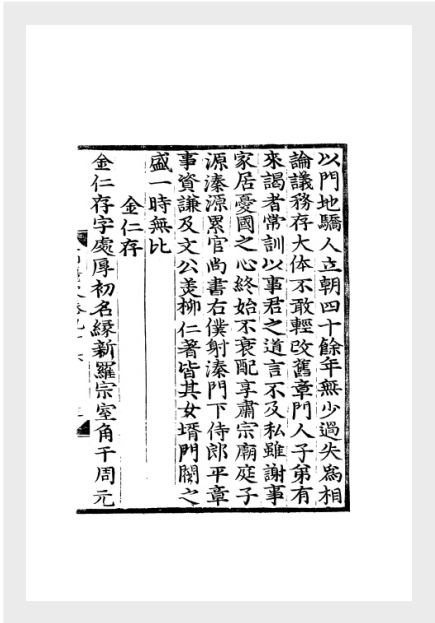 以門地驕人立朝四十餘年無少過失為相
論議務存大体不敢輕改舊章門人子弟有
來謁者常訓以事君之道言不及私雖謝事
家居憂國之心終始不衰配享肅宗廟庭子
源溱源累官尚書右僕射溱門下侍郎平章
事資謙及文公美柳仁著皆其女壻門閥之
盛一時無比
金仁存
金仁存字處厚初名緣新羅宗室角干周元